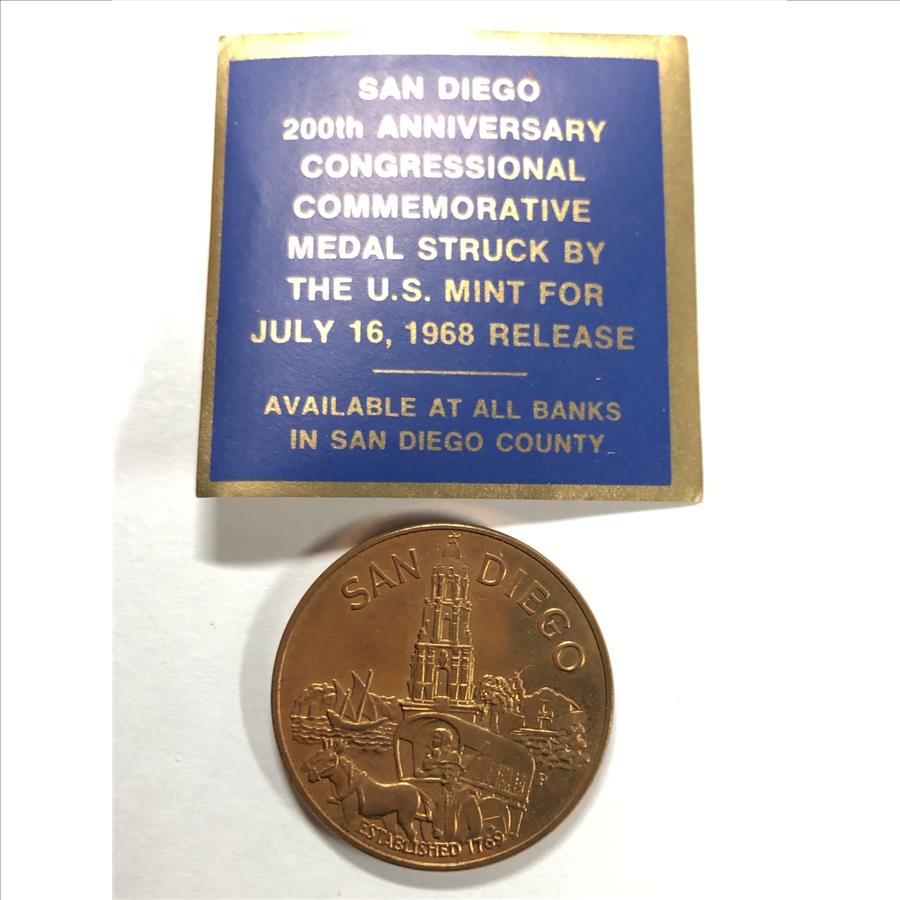 SAN DIEGO
200th ANNIVERSARY
CONGRESSIONAL
COMMEMORATIVE
MEDAL STRUCK BY
THE U.S. MINT FOR
JULY 16, 1968 RELEASE
AVAILABLE AT ALL BANKS
IN SAN DIEGO COUNTY
SAN DIEGO
ESTABLISHED 1769